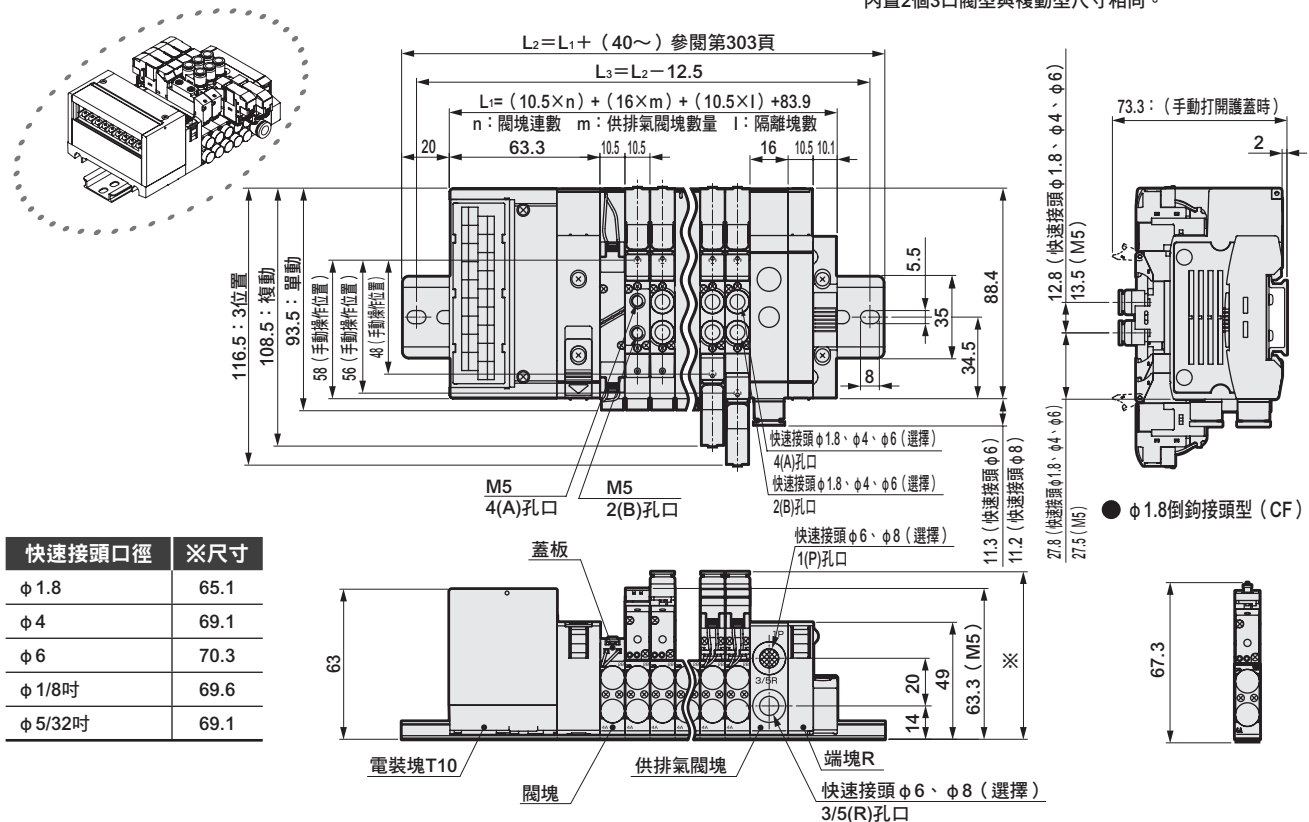 內置2個3口閥型與複動型尺寸相同。
L2=L1+（40～）參閱第303頁
L3=L2−12.5
L1=（10.5×n）+（16×m）+（10.5×l）+83.9
n：閥塊連數 m：供排氣閥塊數量 l：隔離塊數
20
63.3
10.5
10.5
16
10.5
10.1
116.5：3位置
108.5：複動
93.5：單動
58（手動操作位置）
56（手動操作位置）
48（手動操作位置）
5.5
35
34.5
88.4
8
11.3（快速接頭φ6）
11.2（快速接頭φ8）
M5
4(A)孔口
M5
2(B)孔口
快速接頭φ1.8、φ4、φ6（選擇）
4(A)孔口
快速接頭φ1.8、φ4、φ6（選擇）
2(B)孔口
73.3：（手動打開護蓋時）
2
12.8（快速接頭φ1.8、φ4、φ6）
13.5（M5）
27.8（快速接頭φ1.8、φ4、φ6）
27.5（M5）
● φ1.8倒鉤接頭型（CF）
67.3
快速接頭口徑 ※尺寸
φ1.8 65.1
φ4 69.1
φ6 70.3
φ1/8吋 69.6
φ5/32吋 69.1
蓋板
快速接頭φ6、φ8（選擇）
1(P)孔口
63
1P
3/5R
14
20
49
63.3（M5）
※
電裝塊T10
閥塊
供排氣閥塊
端塊R
快速接頭φ6、φ8（選擇）
3/5(R)孔口